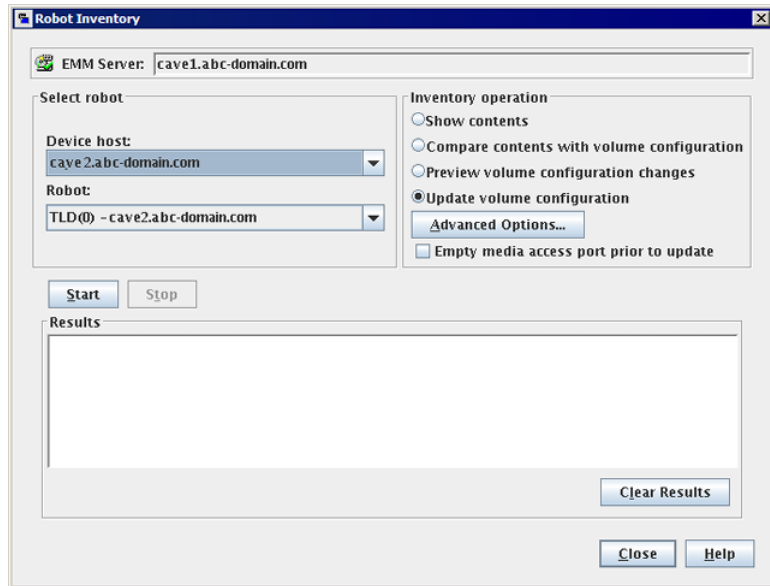 Robot Inventory
EMM Server: cave1.abc-domain.com
Select robot
Device host:
cave2.abc-domain.com
Robot:
TLD(0) - cave2.abc-domain.com
Inventory operation
Show contents
Compare contents with volume configuration
Preview volume configuration changes
Update volume configuration
Advanced Options...
Empty media access port prior to update
Start Stop
Results
Clear Results
Close Help